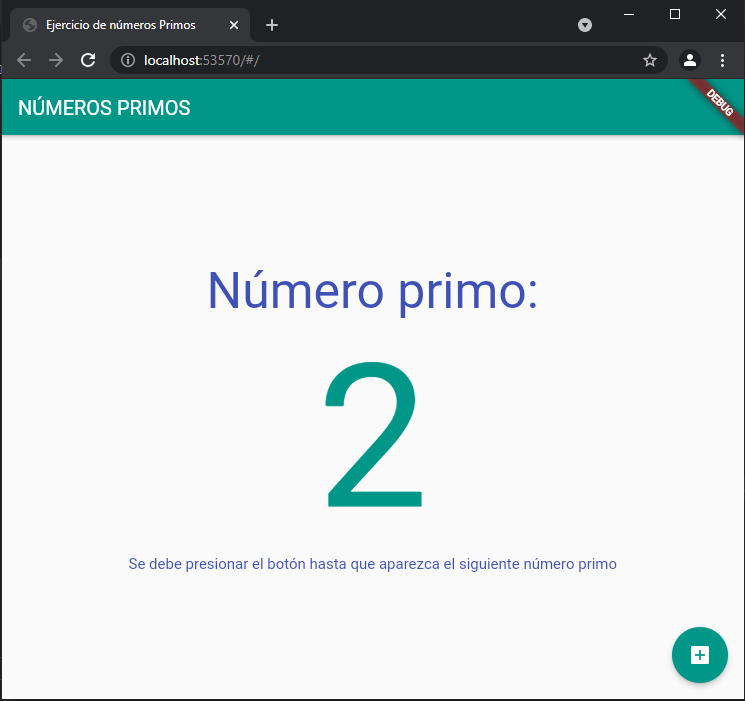 Ejercicio de números Primos
localhost:53570/#/
NÚMEROS PRIMOS
DEBUG
Número primo:
2
Se debe presionar el botón hasta que aparezca el siguiente número primo